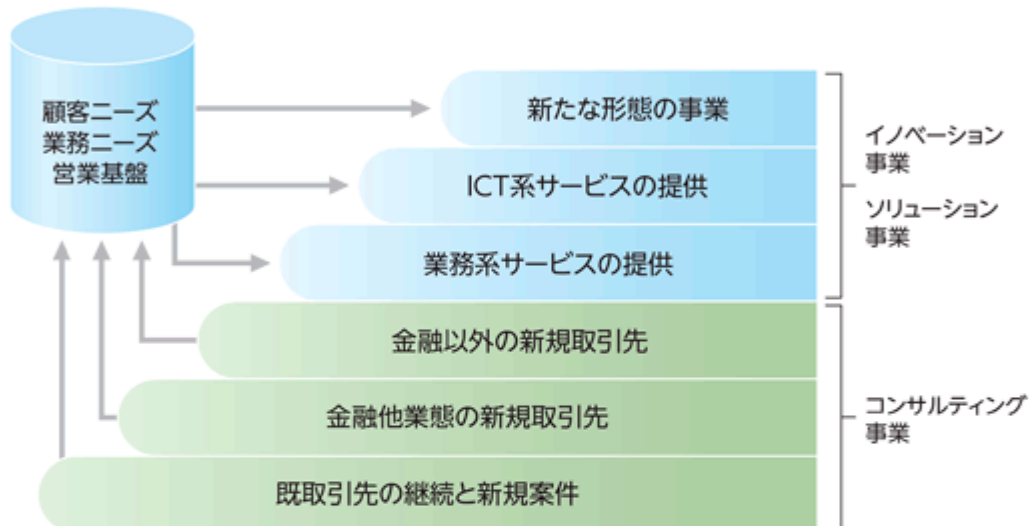 顧客ニーズ
業務ニーズ
営業基盤
新たな形態の事業
ICT系サービスの提供
業務系サービスの提供
金融以外の新規取引先
金融他業態の新規取引先
既取引先の継続と新規案件
イノベーション
事業
ソリューション
事業
コンサルティング
事業